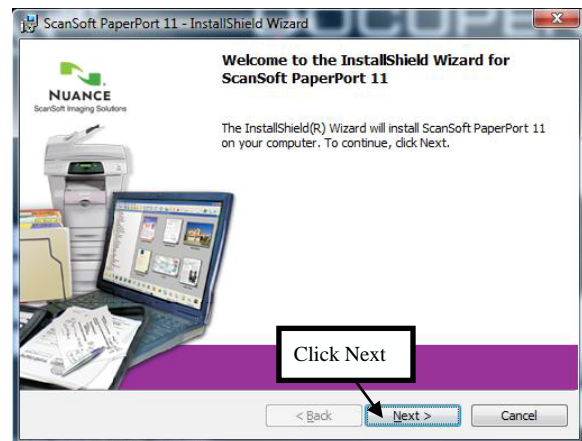 ScanSoft PaperPort 11 - InstallShield Wizard
NUANCE
ScanSoft Imaging Solutions
Welcome to the InstallShield Wizard for
ScanSoft PaperPort 11
The InstallShield(R) Wizard will install ScanSoft PaperPort 11
on your computer. To continue, click Next.
Click Next
< Back Next > Cancel